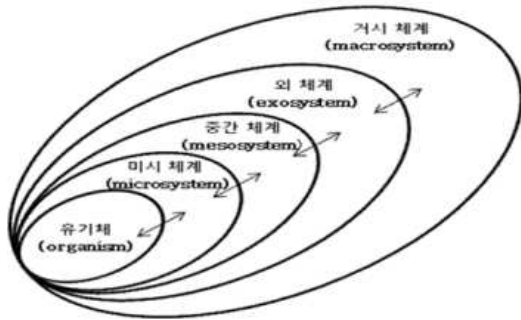 거시 체계
(macrosystem)
외 체계
(exosystem)
중간 체계
(mesosystem)
미시 체계
(microsystem)
유기체
(organism)